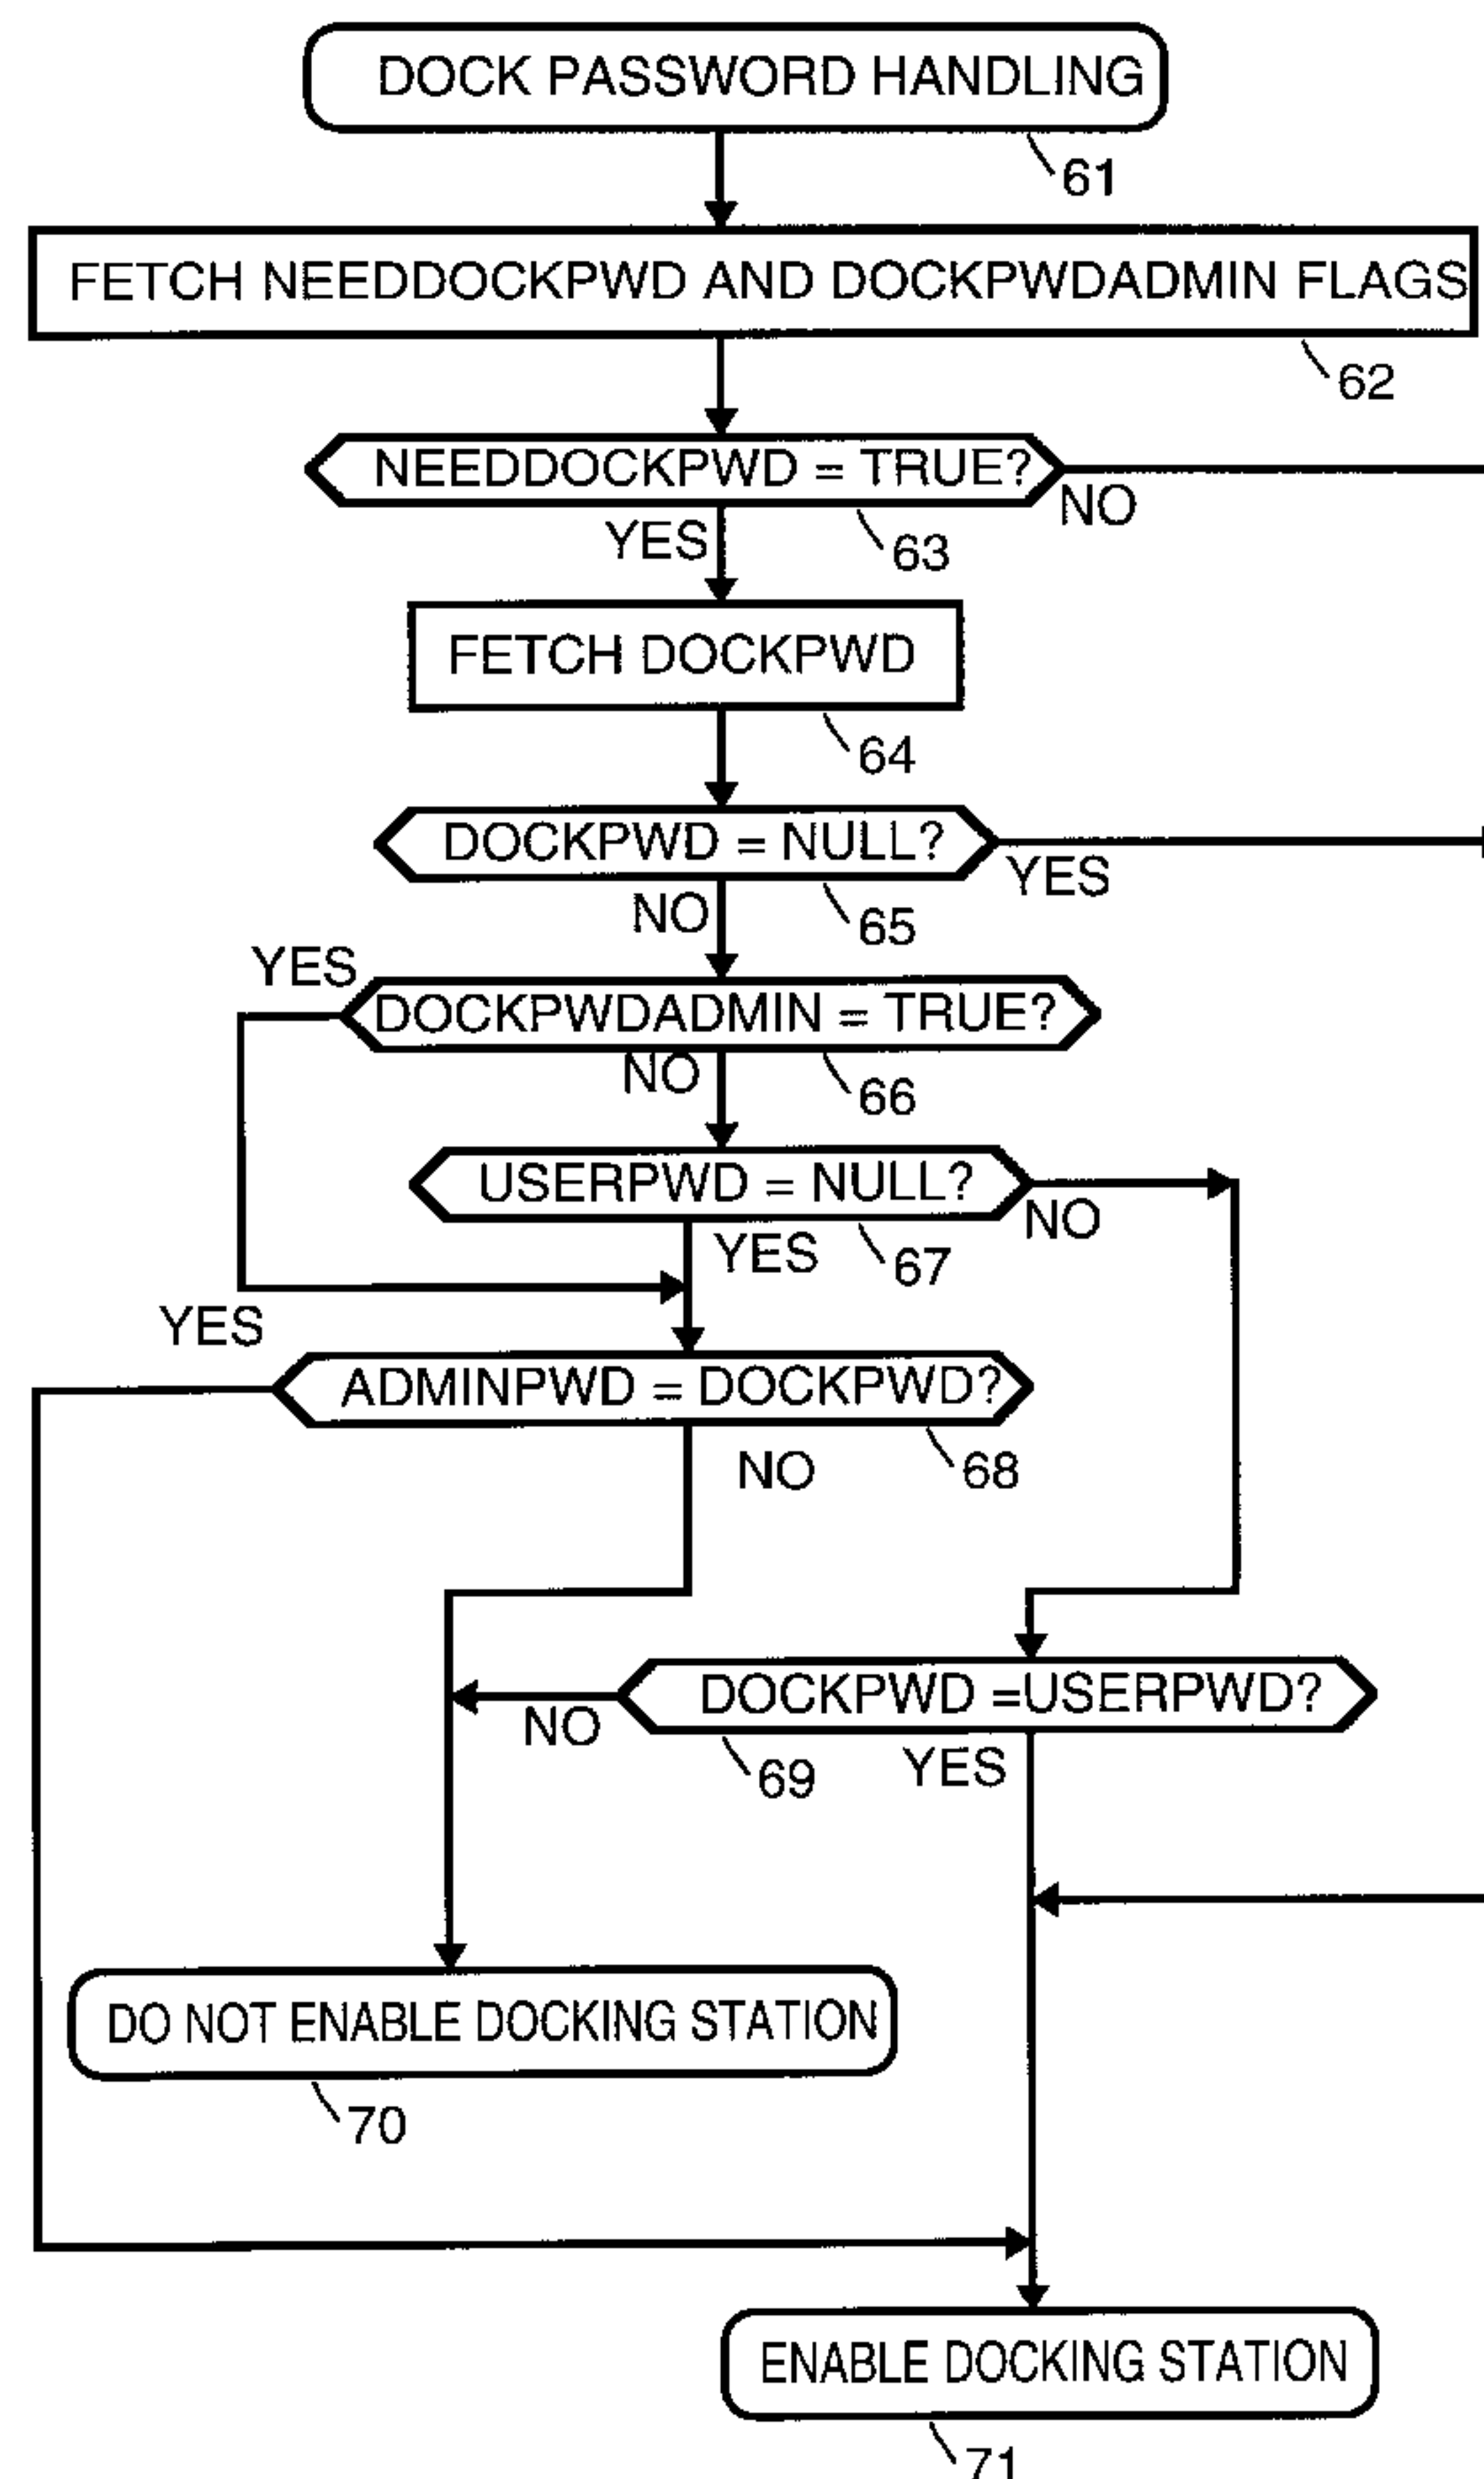 DOCK PASSWORD HANDLING
61
FETCH NEEDDOCKPWD AND DOCKPWDADMIN FLAGS
62
NEEDDOCKPWD = TRUE?
NO
YES
63
FETCH DOCKPWD
64
DOCKPWD = NULL?
YES
NO
65
YES
DOCKPWDADMIN = TRUE?
NO
66
USERPWD = NULL?
NO
YES
67
YES
ADMINPWD = DOCKPWD?
NO
68
DOCKPWD =USERPWD?
NO
69
YES
DO NOT ENABLE DOCKING STATION
70
ENABLE DOCKING STATION
71